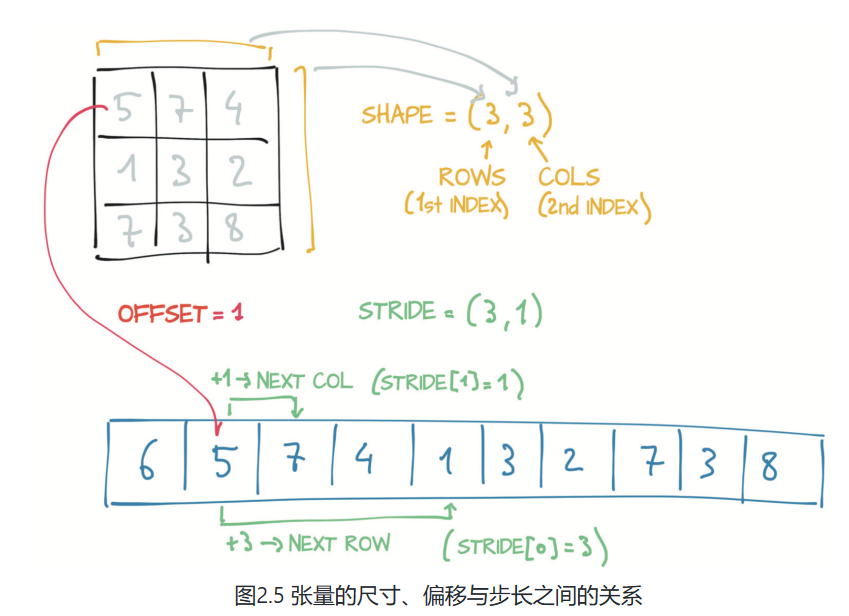 5 7 4
1 3 2
7 3 8
SHAPE = (3, 3)
ROWS COLS
(1st INDEX) (2nd INDEX)
OFFSET = 1
STRIDE = (3, 1)
+1 → NEXT COL (STRIDE[1]=1)
6 5 7 4 1 3 2 7 3 8
+3 → NEXT ROW (STRIDE[0]=3)
图2.5 张量的尺寸、偏移与步长之间的关系